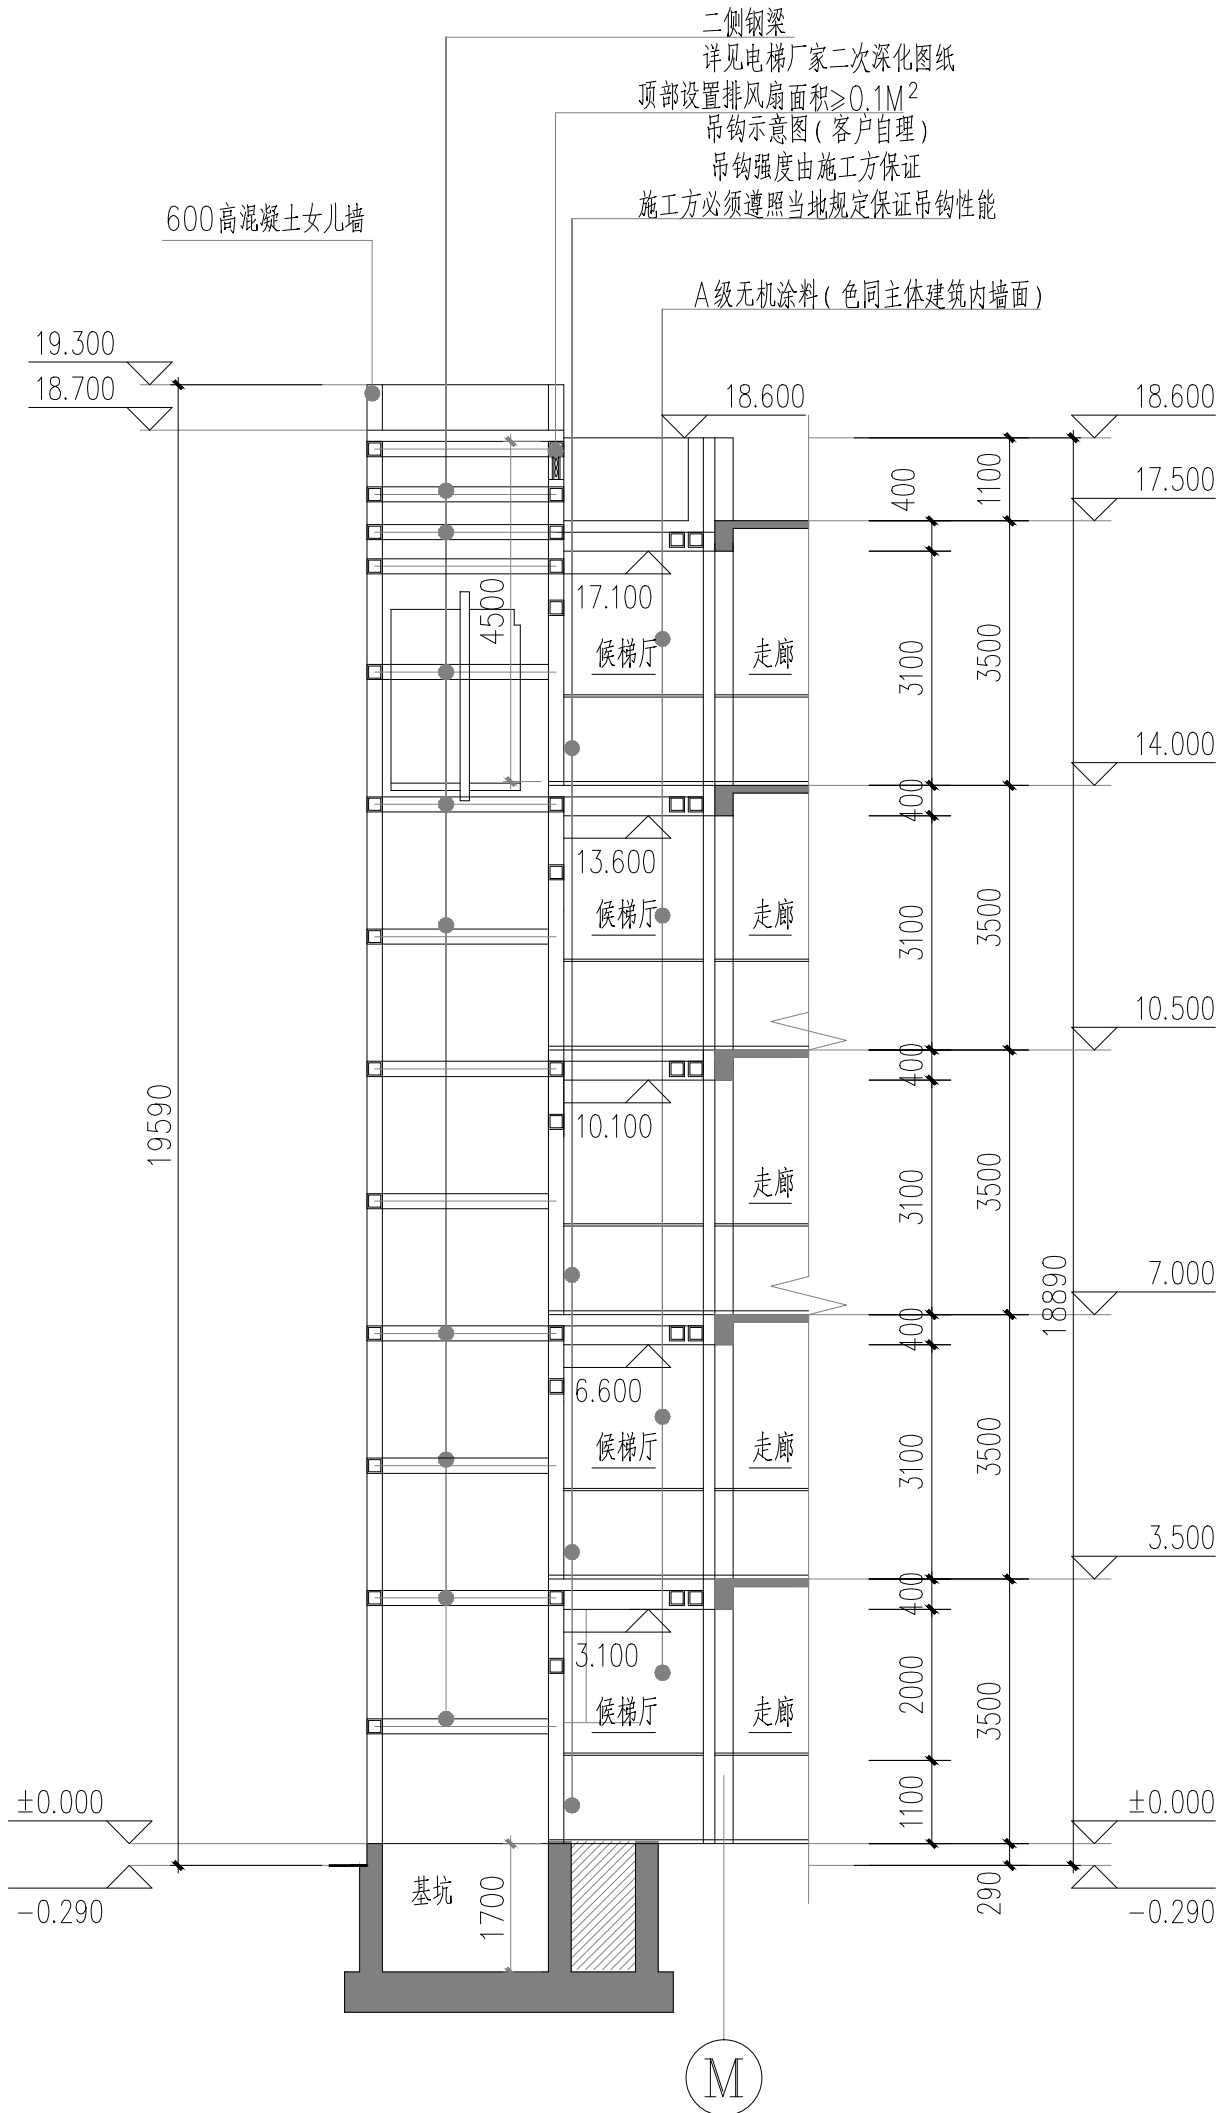 二侧钢梁
详见电梯厂家二次深化图纸
顶部设置排风扇面积≥0.1M²
吊钩示意图(客户自理)
吊钩强度由施工方保证
施工方必须遵照当地规定保证吊钩性能
600高混凝土女儿墙
A级无机涂料(色同主体建筑内墙面)
19.300
18.700
18.600
18.600
400
1100
17.500
4500
17.100
候梯厅
走廊
3100
3500
14.000
400
13.600
候梯厅
走廊
3100
3500
10.500
400
19590
10.100
走廊
3100
3500
18890
7.000
400
6.600
候梯厅
走廊
3100
3500
3.500
400
3.100
候梯厅
走廊
2000
3500
1100
±0.000
±0.000
基坑
1700
290
-0.290
-0.290
M